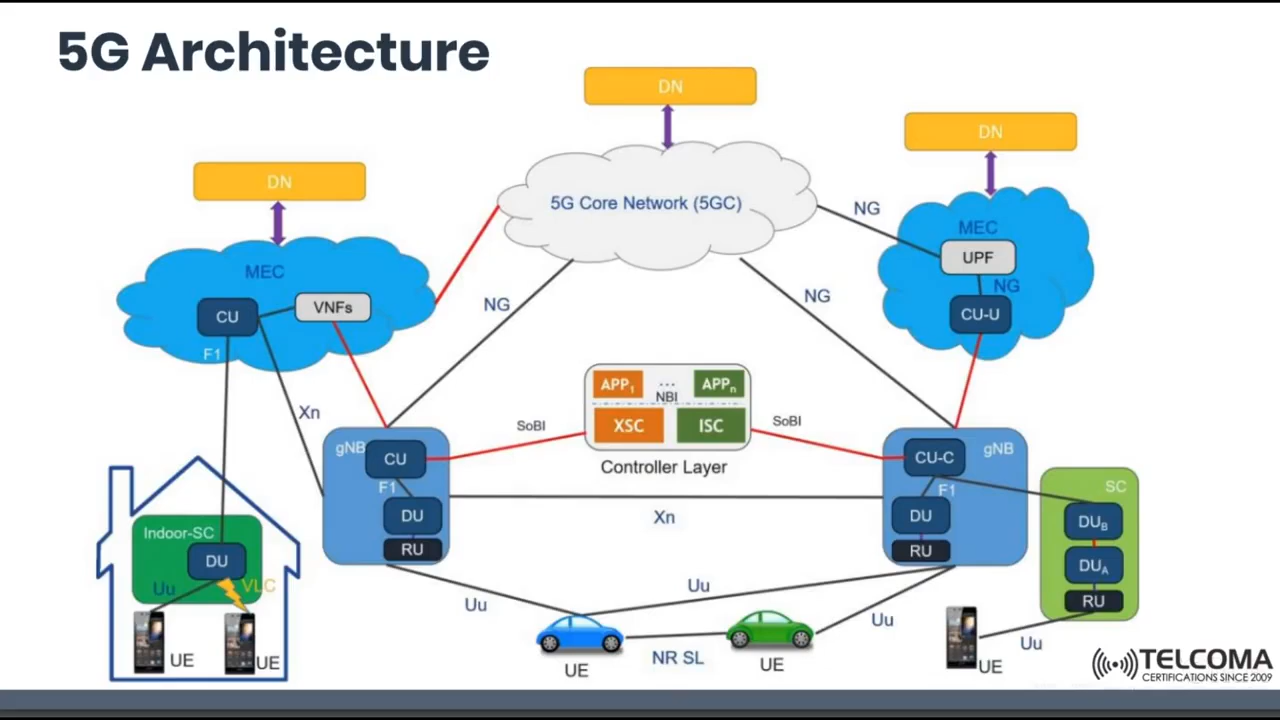 5G Architecture
DN
DN
DN
5G Core Network (5GC)
NG
MEC
UPF
NG
CU-U
MEC
CU
VNFs
F1
NG
NG
Xn
APP1
...
APPn
NBI
XSC
ISC
SoBI
SoBI
Controller Layer
gNB
CU
F1
DU
RU
CU-C
gNB
F1
DU
RU
Xn
SC
DUB
DUA
RU
Indoor-SC
DU
Uu
VLC
UE
UE
Uu
Uu
Uu
Uu
NR SL
UE
UE
UE
TELCOMA
CERTIFICATIONS SINCE 2009